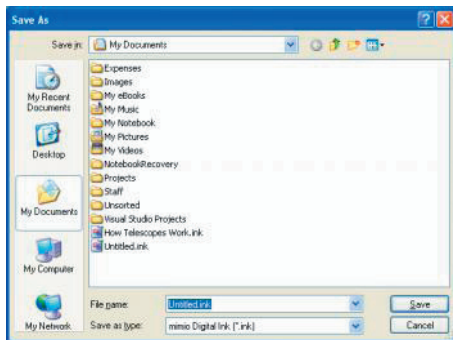 Save As
Save in:
My Documents
My Recent
Documents
Desktop
My Documents
My Computer
My Network
Expenses
Images
My eBooks
My Music
My Notebook
My Pictures
My Videos
NotebookRecovery
Projects
Staff
Unsorted
Visual Studio Projects
How Telescopes Work.ink
Untitled.ink
File name:
Untitled.ink
Save
Save as type:
mimio Digital Ink (*.ink)
Cancel